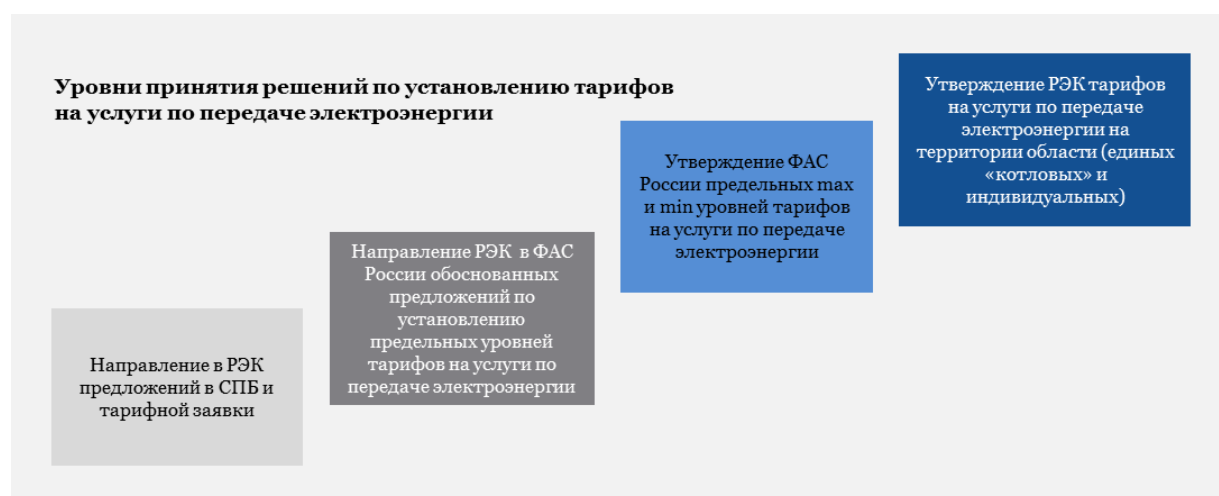 Уровни принятия решений по установлению тарифов
на услуги по передаче электроэнергии
Направление в РЭК
предложений в СПБ и
тарифной заявки
Направление РЭК в ФАС
России обоснованных
предложений по
установлению
предельных уровней
тарифов на услуги по
передаче электроэнергии
Утверждение ФАС
России предельных max
и min уровней тарифов
на услуги по передаче
электроэнергии
Утверждение РЭК тарифов
на услуги по передаче
электроэнергии на
территории области (единых
«котловых» и
индивидуальных)